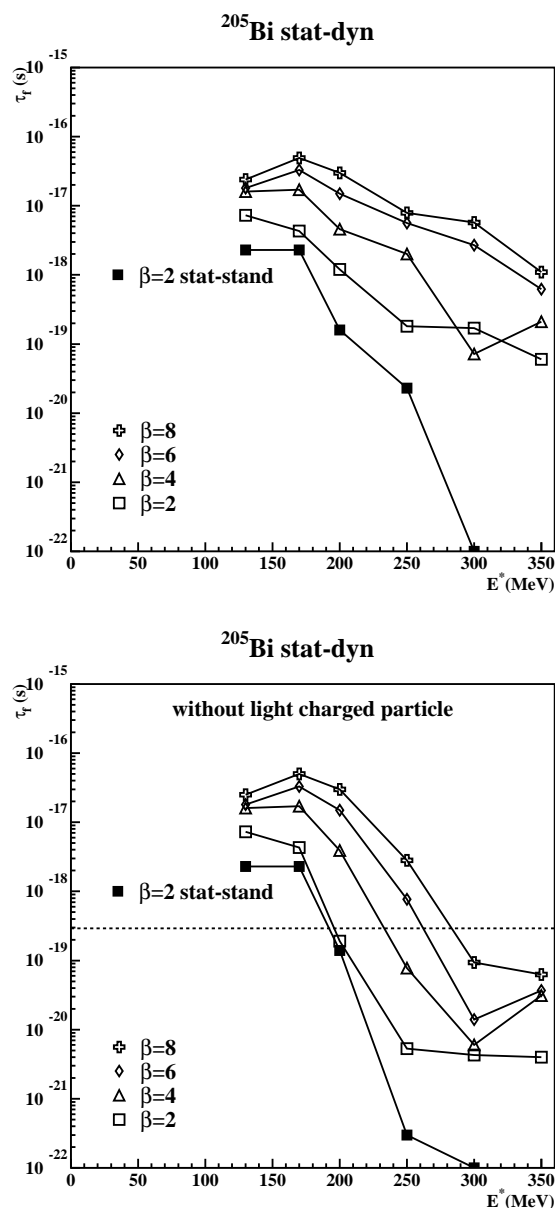 ²⁰⁵Bi stat-dyn
τf (s)
10⁻¹⁵
10⁻¹⁶
10⁻¹⁷
10⁻¹⁸
10⁻¹⁹
10⁻²⁰
10⁻²¹
10⁻²²
β=2 stat-stand
β=8
β=6
β=4
β=2
0 50 100 150 200 250 300 350
E*(MeV)
²⁰⁵Bi stat-dyn
without light charged particle
τf (s)
10⁻¹⁵
10⁻¹⁶
10⁻¹⁷
10⁻¹⁸
10⁻¹⁹
10⁻²⁰
10⁻²¹
10⁻²²
β=2 stat-stand
β=8
β=6
β=4
β=2
0 50 100 150 200 250 300 350
E*(MeV)